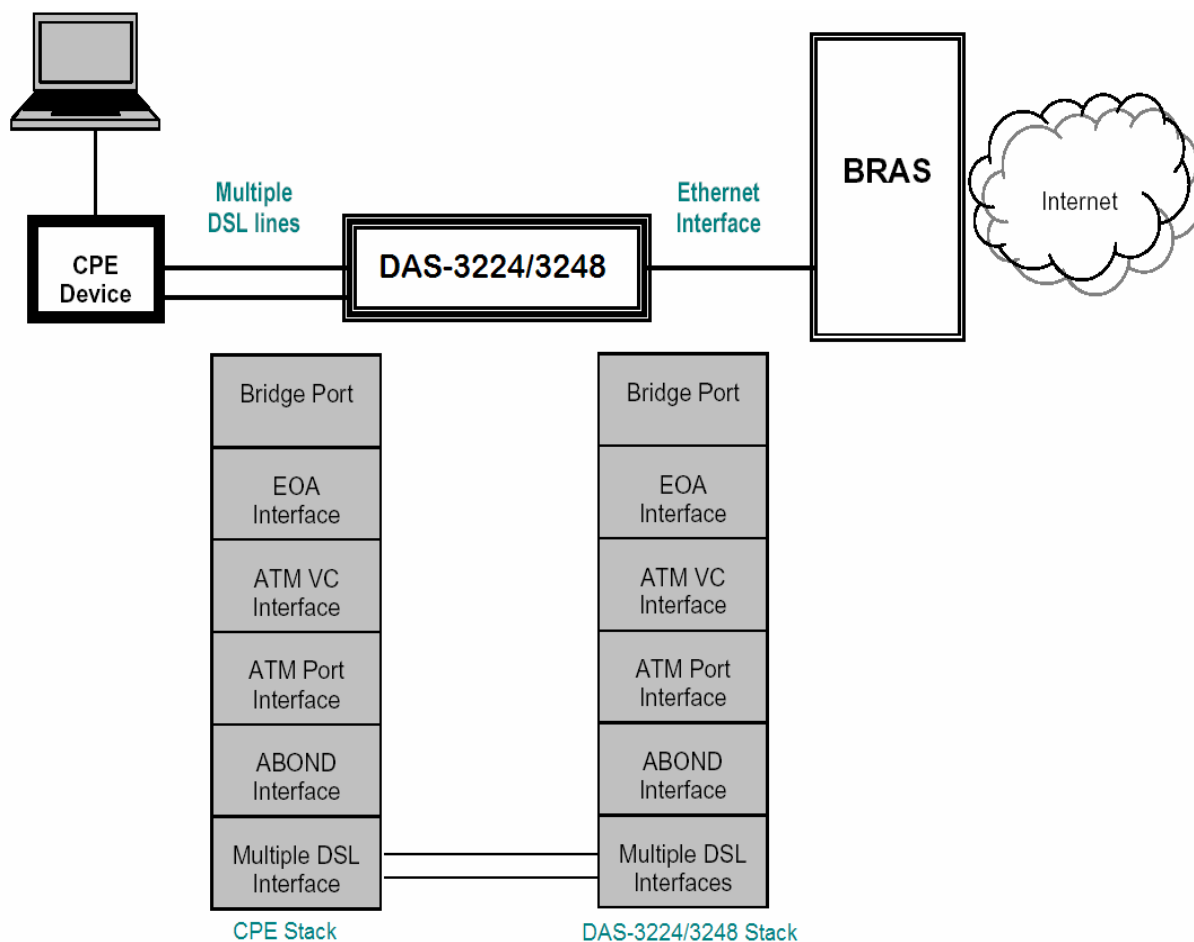 Multiple
DSL lines
Ethernet
Interface
BRAS
Internet
CPE
Device
DAS-3224/3248
Bridge Port
EOA
Interface
ATM VC
Interface
ATM Port
Interface
ABOND
Interface
Multiple DSL
Interface
CPE Stack
Bridge Port
EOA
Interface
ATM VC
Interface
ATM Port
Interface
ABOND
Interface
Multiple DSL
Interfaces
DAS-3224/3248 Stack